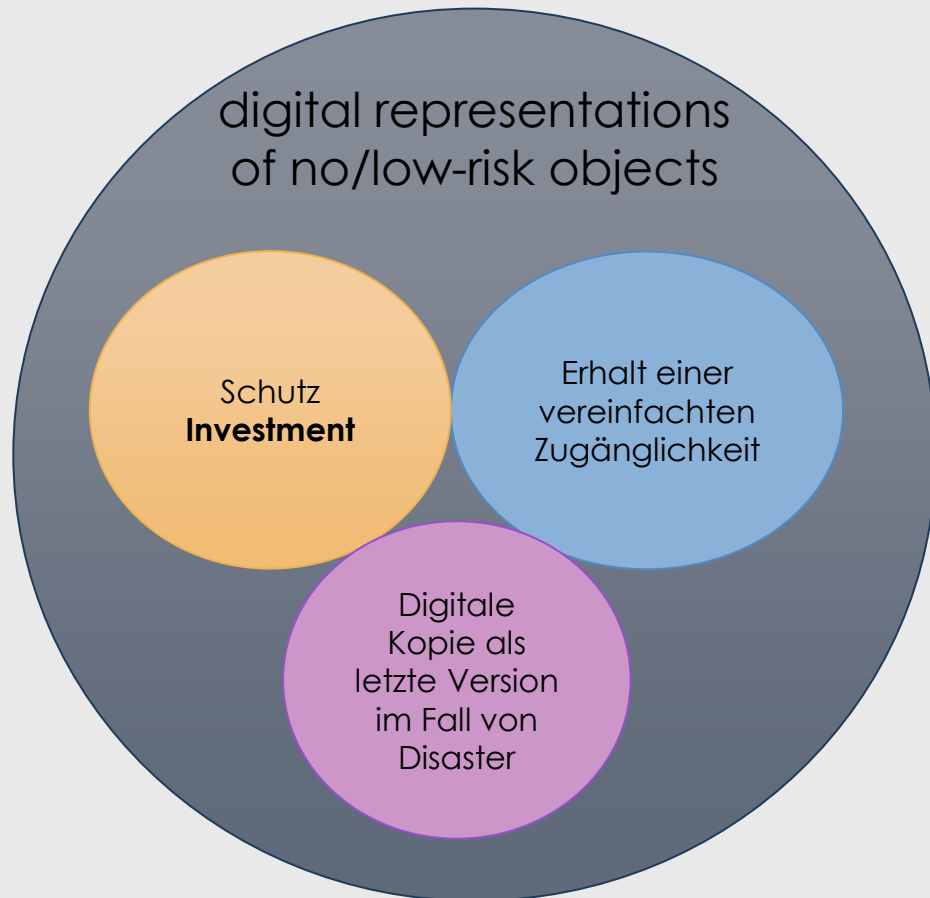 digital representations
of no/low-risk objects
Schutz
Investment
Erhalt einer
vereinfachten
Zugänglichkeit
Digitale
Kopie als
letzte Version
im Fall von
Disaster